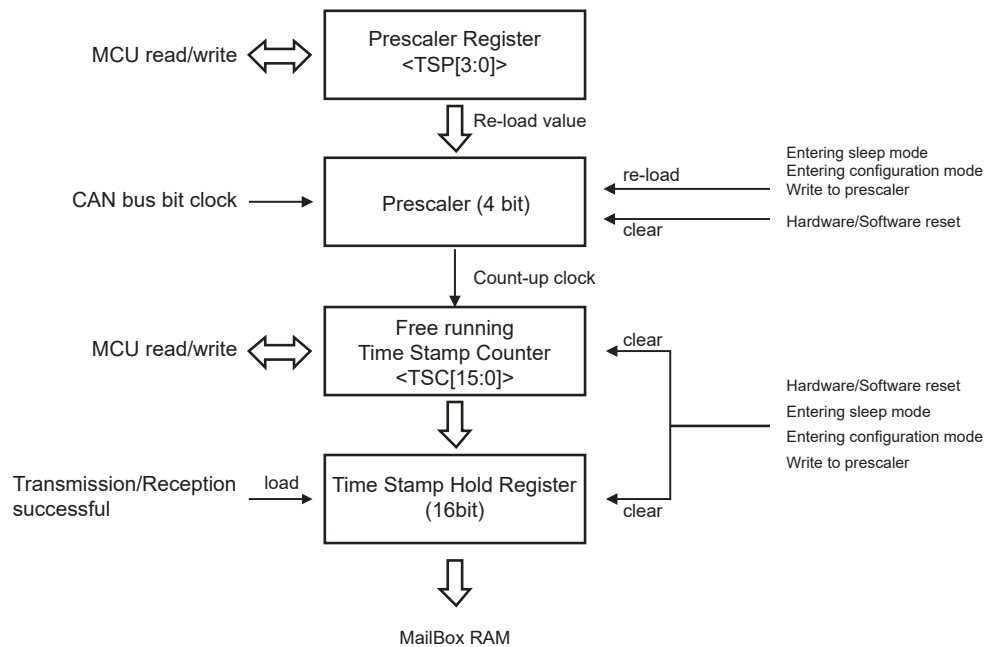 Prescaler Register
<TSP[3:0]>
MCU read/write
Re-load value
Entering sleep mode
Entering configuration mode
Write to prescaler
re-load
CAN bus bit clock
Prescaler (4 bit)
Hardware/Software reset
clear
Count-up clock
Free running
Time Stamp Counter
<TSC[15:0]>
MCU read/write
clear
Hardware/Software reset
Entering sleep mode
Entering configuration mode
Write to prescaler
Transmission/Reception
successful
load
Time Stamp Hold Register
(16bit)
clear
MailBox RAM